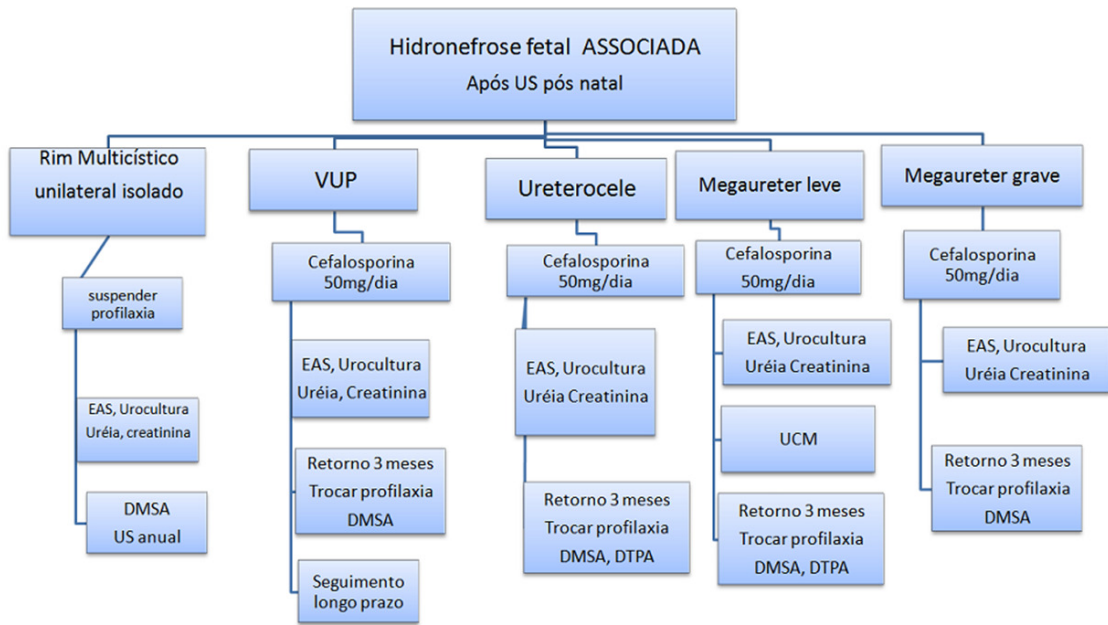 Hidronefrose fetal ASSOCIADA
Após US pós natal
Rim Multicístico
unilateral isolado
suspender
profilaxia
EAS, Urocultura
Uréia, creatinina
DMSA
US anual
VUP
Cefalosporina
50mg/dia
EAS, Urocultura
Uréia, Creatinina
Retorno 3 meses
Trocar profilaxia
DMSA
Seguimento
longo prazo
Ureterocele
Cefalosporina
50mg/dia
EAS, Urocultura
Uréia Creatinina
Retorno 3 meses
Trocar profilaxia
DMSA, DTPA
Megaureter leve
Cefalosporina
50mg/dia
EAS, Urocultura
Uréia Creatinina
UCM
Retorno 3 meses
Trocar profilaxia
DMSA, DTPA
Megaureter grave
Cefalosporina
50mg/dia
EAS, Urocultura
Uréia Creatinina
Retorno 3 meses
Trocar profilaxia
DMSA